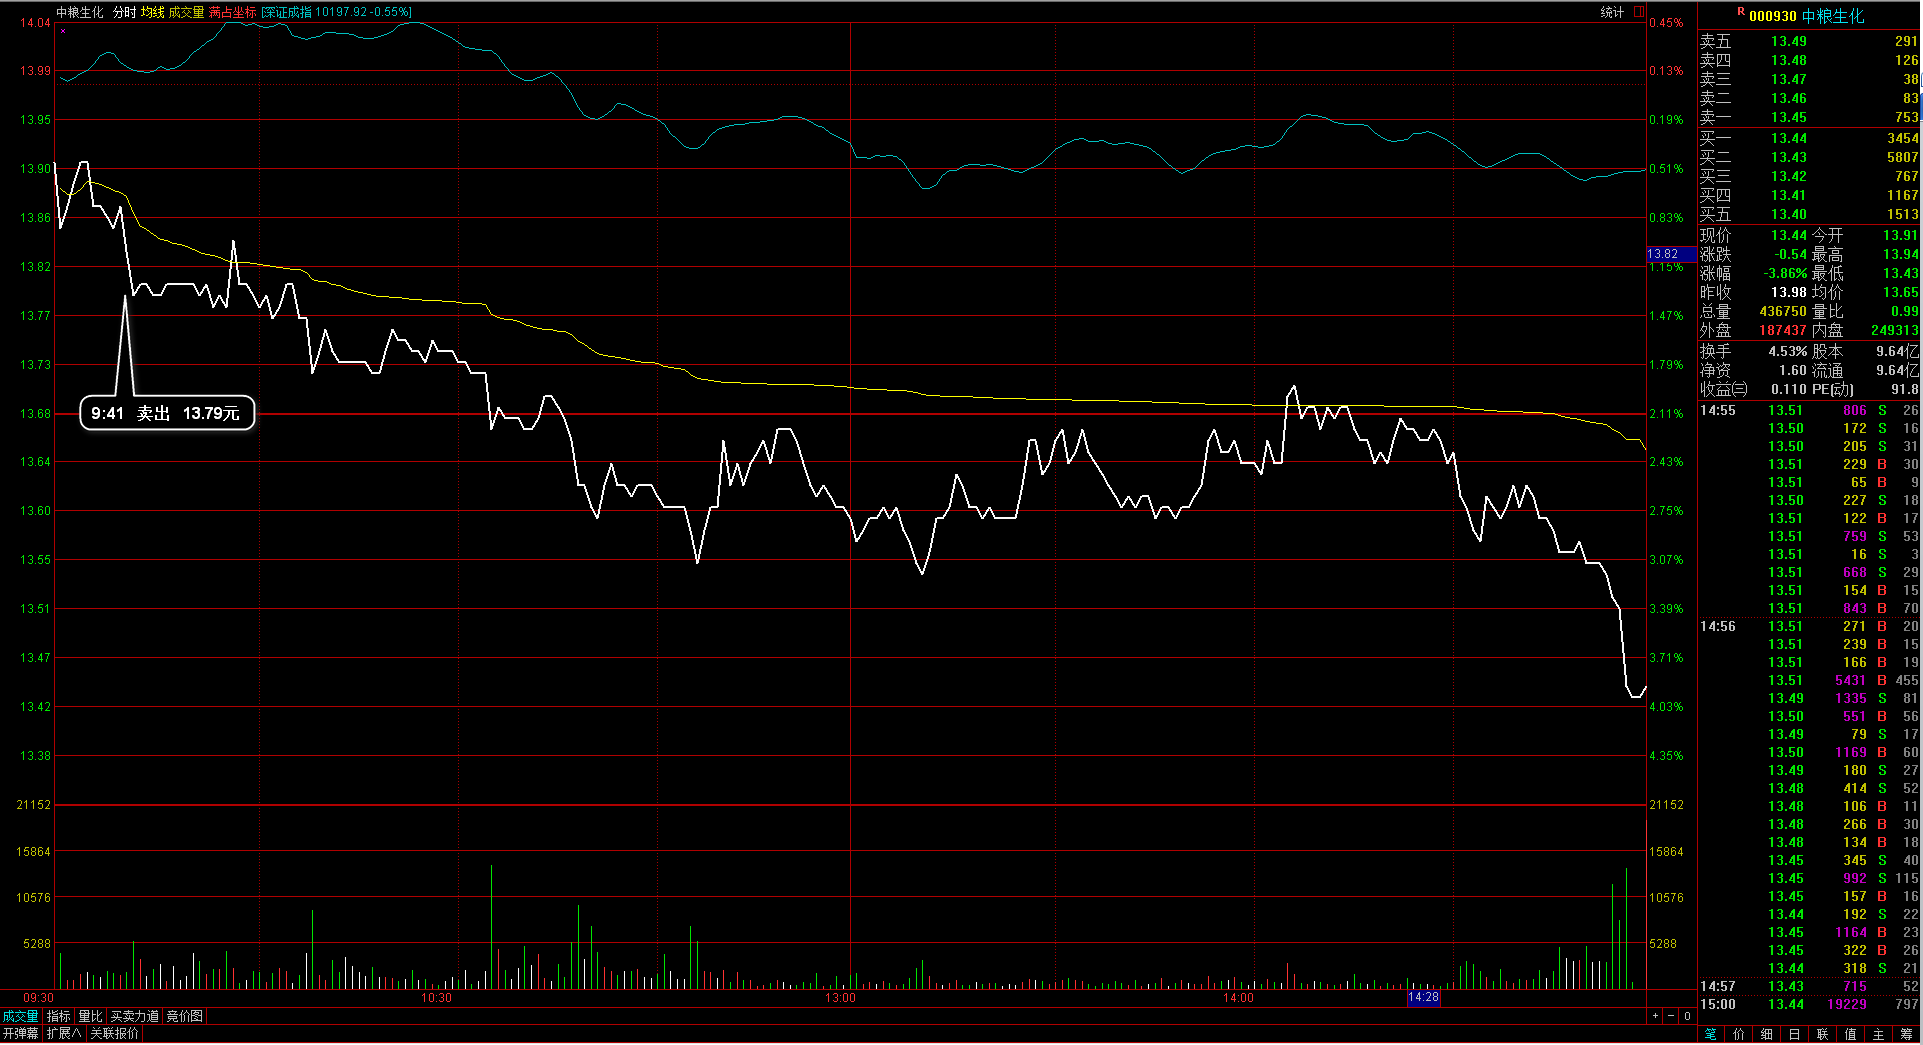 中粮生化 分时 均线 成交量 满占坐标 [深证成指 10197.92 -0.55%]
统计
14.04
13.99
13.95
13.90
13.86
13.82
13.77
13.73
13.68
13.64
13.60
13.55
13.51
13.47
13.42
13.38
21152
15864
10576
5288
9:41 卖出 13.79元
0.45%
0.13%
0.19%
0.51%
0.83%
13.82
1.15%
1.47%
1.79%
2.11%
2.43%
2.75%
3.07%
3.39%
3.71%
4.03%
4.35%
21152
15864
10576
5288
09:30 10:30 13:00 14:00 14:28
成交量 指标 量比 买卖力道 竞价图
+ - 0
开弹幕 扩展∧ 关联报价
R 000930 中粮生化
卖五 13.49 291
卖四 13.48 126
卖三 13.47 38
卖二 13.46 83
卖一 13.45 753
买一 13.44 3454
买二 13.43 5807
买三 13.42 767
买四 13.41 1167
买五 13.40 1513
现价 13.44 今开 13.91
涨跌 -0.54 最高 13.94
涨幅 -3.86% 最低 13.43
昨收 13.98 均价 13.65
总量 436750 量比 0.99
外盘 187437 内盘 249313
换手 4.53% 股本 9.64亿
净资 1.60 流通 9.64亿
收益㈢ 0.110 PE(动) 91.8
14:55 13.51 806 S 26
13.50 172 S 16
13.50 205 S 31
13.51 229 B 30
13.51 65 B 9
13.50 227 S 18
13.51 122 B 17
13.51 759 S 53
13.51 16 S 3
13.51 668 S 29
13.51 154 B 15
13.51 843 B 70
14:56 13.51 271 B 20
13.51 239 B 15
13.51 166 B 19
13.51 5431 B 455
13.49 1335 S 81
13.50 551 B 56
13.49 79 S 17
13.50 1169 B 60
13.49 180 S 27
13.48 414 S 52
13.48 106 B 11
13.48 266 B 30
13.48 134 B 18
13.45 345 S 40
13.45 992 S 115
13.45 157 B 16
13.44 192 S 22
13.45 1164 B 23
13.45 322 B 26
13.44 318 S 21
14:57 13.43 715 52
15:00 13.44 19229 797
笔 价 细 日 联 值 主 筹